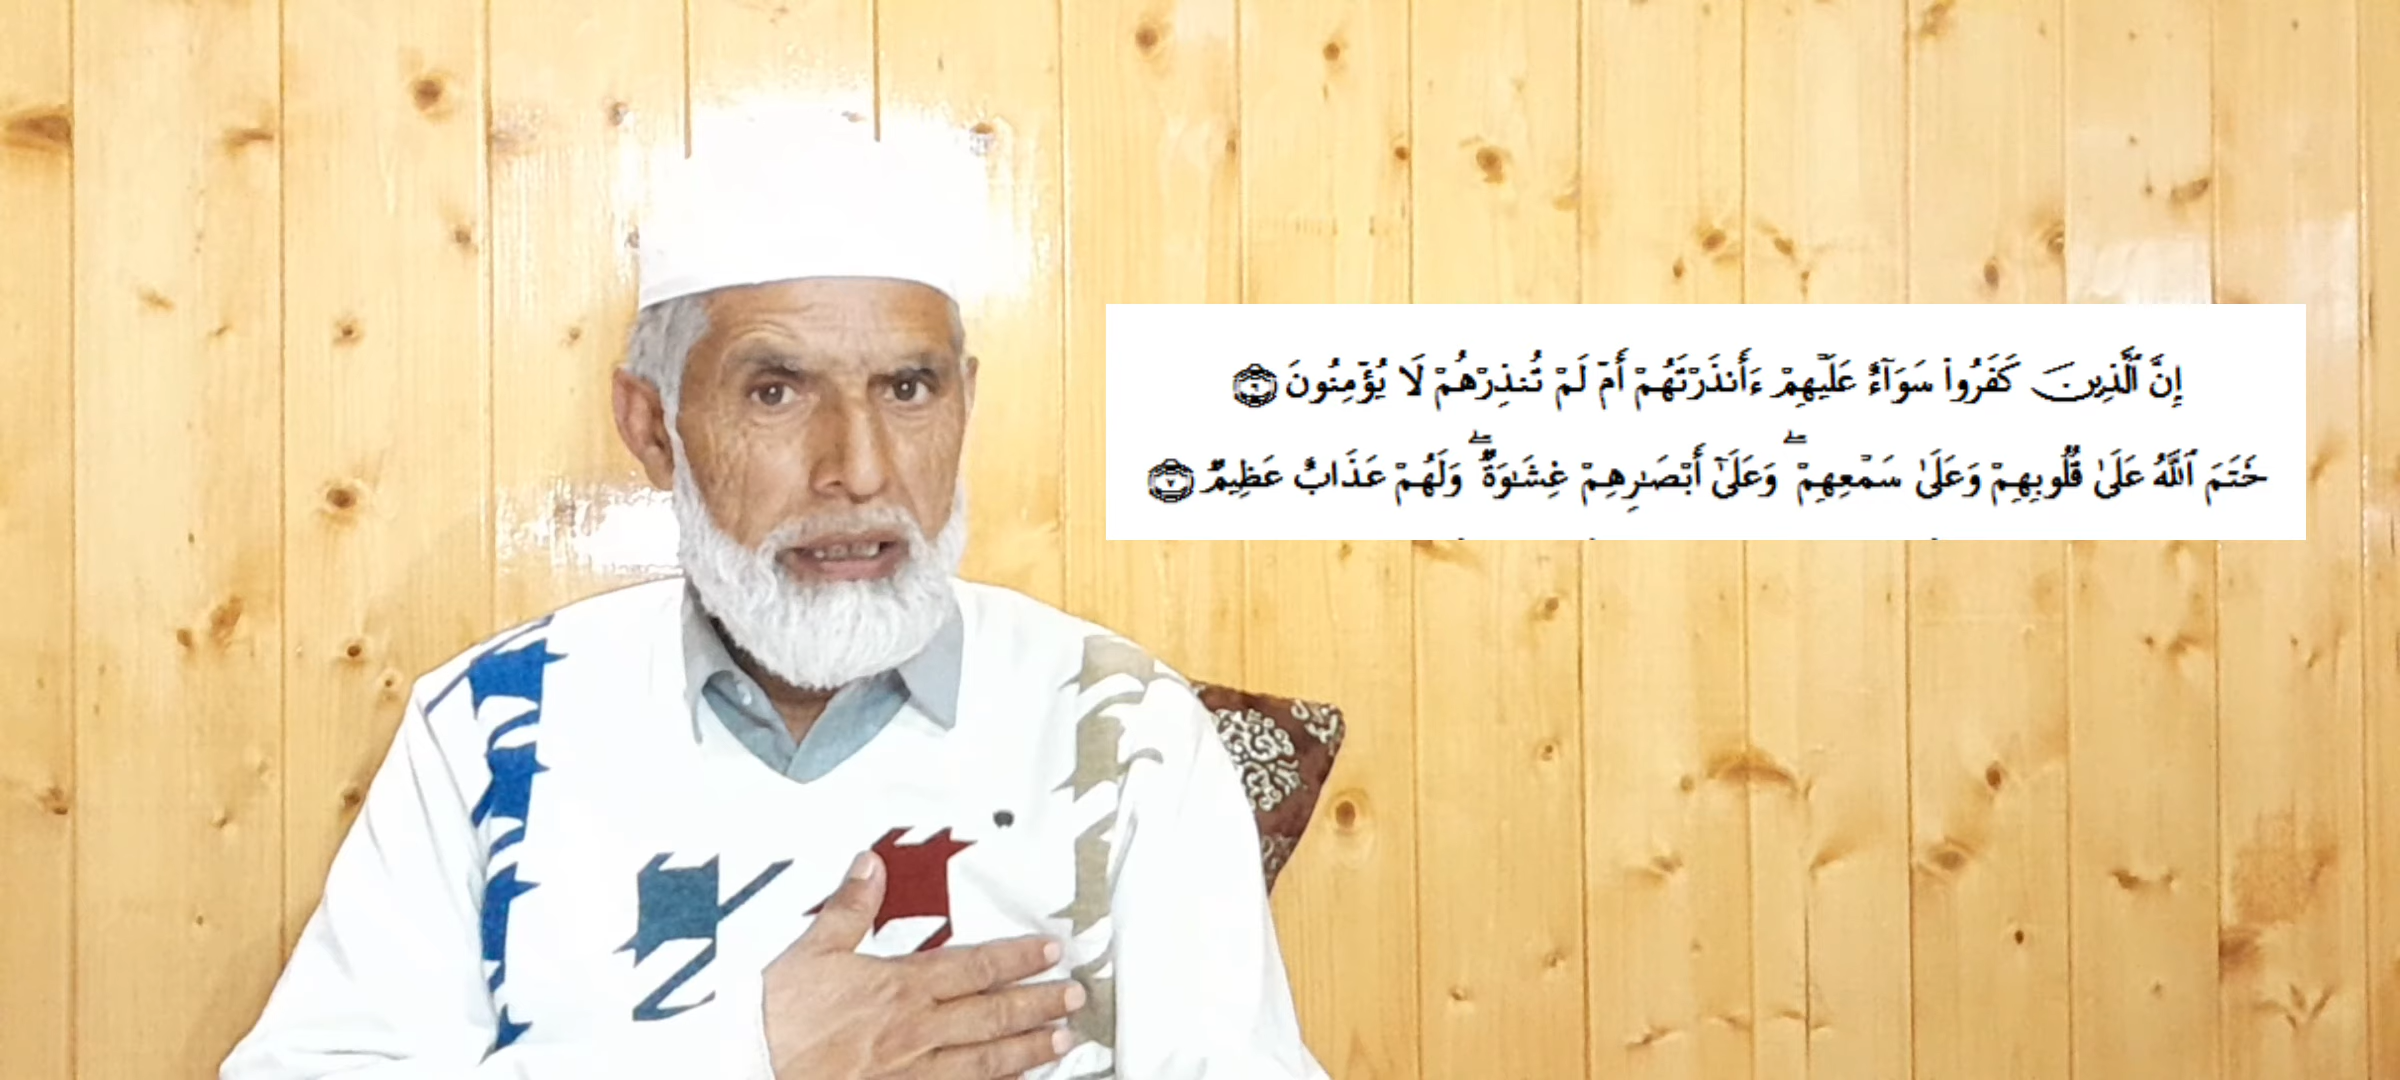 إِنَّ ٱلَّذِينَ كَفَرُوا۟ سَوَآءٌ عَلَيْهِمْ ءَأَنذَرْتَهُمْ أَمْ لَمْ تُنذِرْهُمْ لَا يُؤْمِنُونَ ٦
خَتَمَ ٱللَّهُ عَلَىٰ قُلُوبِهِمْ وَعَلَىٰ سَمْعِهِمْ ۖ وَعَلَىٰٓ أَبْصَـٰرِهِمْ غِشَـٰوَةٌ ۖ وَلَهُمْ عَذَابٌ عَظِيمٌ ٧